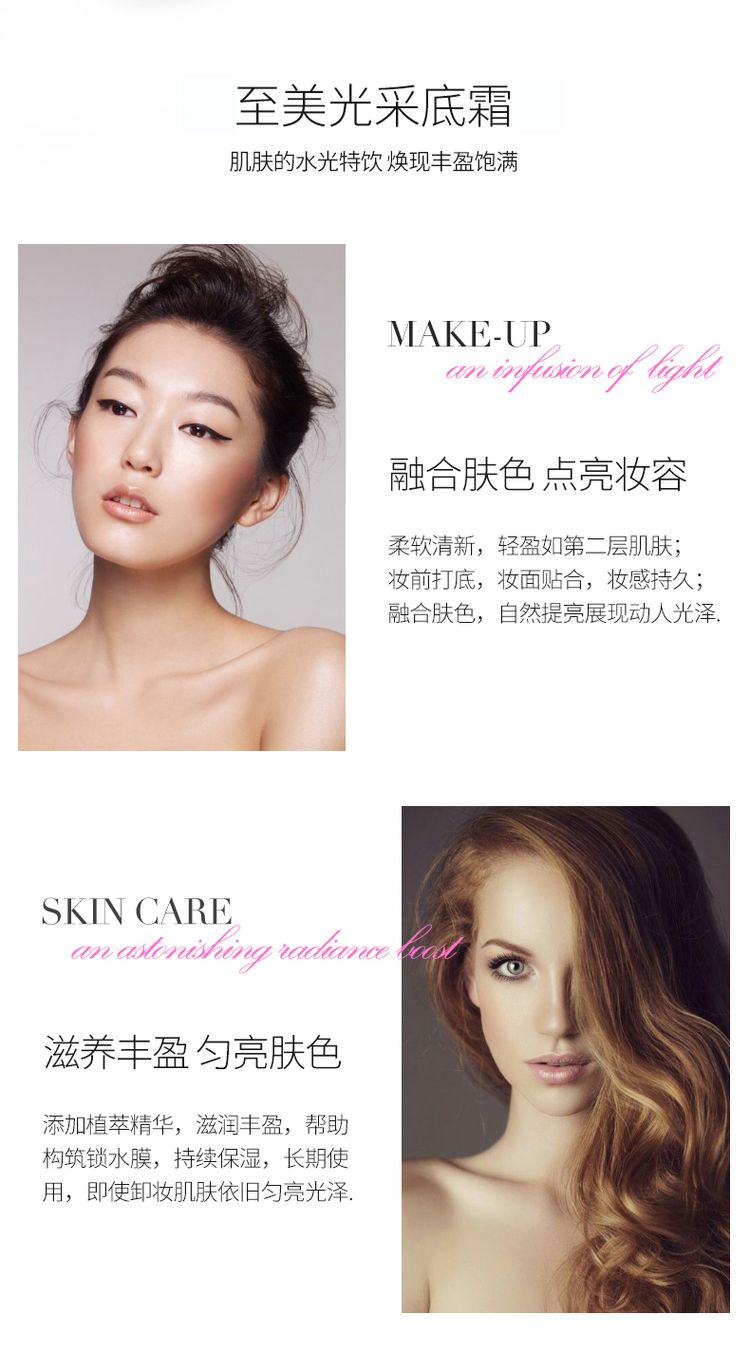 至美光采底霜
肌肤的水光特饮 焕现丰盈饱满
MAKE-UP
an infusion of light
融合肤色 点亮妆容
柔软清新，轻盈如第二层肌肤；
妆前打底，妆面贴合，妆感持久；
融合肤色，自然提亮展现动人光泽.
SKIN CARE
an astonishing radiance boost
滋养丰盈 匀亮肤色
添加植萃精华，滋润丰盈，帮助
构筑锁水膜，持续保湿，长期使
用，即使卸妆肌肤依旧匀亮光泽.